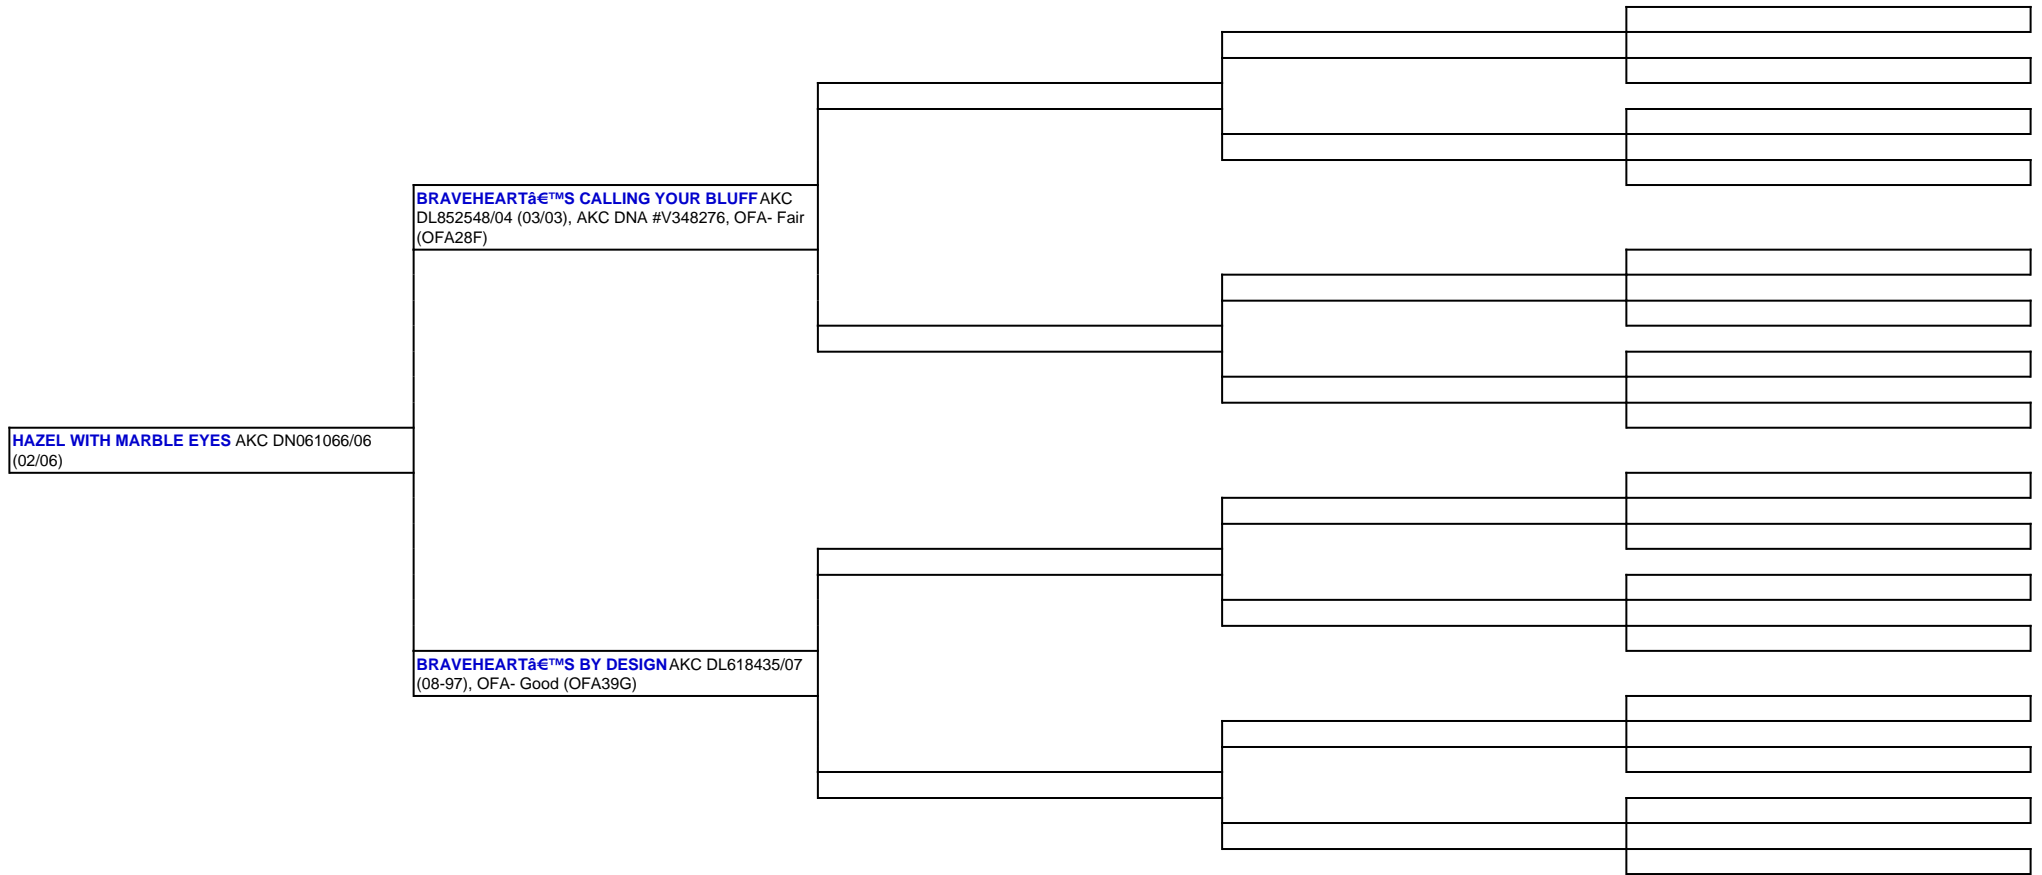 BRAVEHEARTâ€™S CALLING YOUR BLUFF AKC
DL852548/04 (03/03), AKC DNA #V348276, OFA- Fair
(OFA28F)
HAZEL WITH MARBLE EYES AKC DN061066/06
(02/06)
BRAVEHEARTâ€™S BY DESIGN AKC DL618435/07
(08-97), OFA- Good (OFA39G)